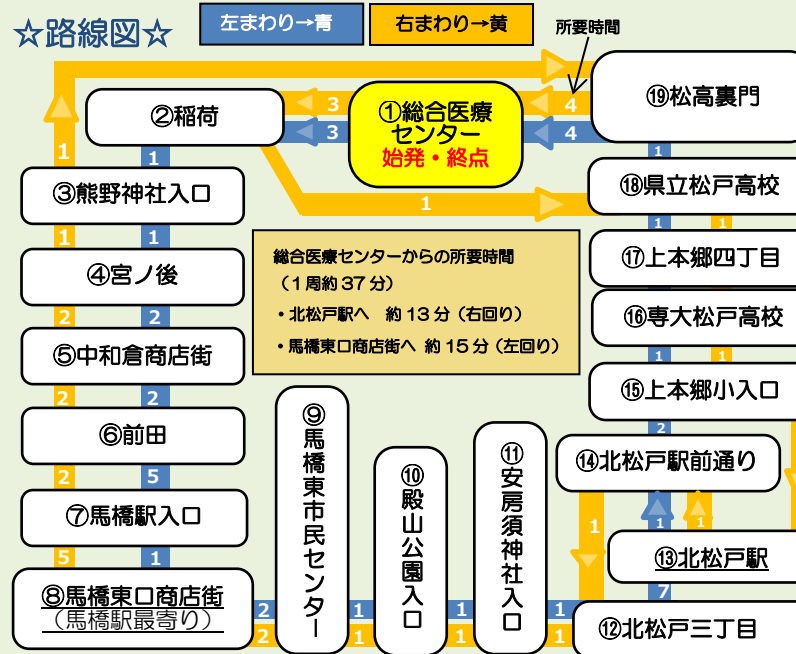 ☆路線図☆
左まわり→青
右まわり→黄
所要時間
①総合医療
センター
始発・終点
②稲荷
③熊野神社入口
④宮ノ後
⑤中和倉商店街
⑥前田
⑦馬橋駅入口
⑧馬橋東口商店街
（馬橋駅最寄り）
⑨馬橋東市民センター
⑩殿山公園入口
⑪安房須神社入口
⑫北松戸三丁目
⑬北松戸駅
⑭北松戸駅前通り
⑮上本郷小入口
⑯専大松戸高校
⑰上本郷四丁目
⑱県立松戸高校
⑲松高裏門
総合医療センターからの所要時間
（１周約37分）
・北松戸駅へ　約13分（右回り）
・馬橋東口商店街へ 約15分（左回り）
3
4
3
4
1
1
1
1
1
2
2
2
2
2
5
5
1
2
1
1
1
2
1
1
1
7
1
1
1
2
1
1
1
1
1